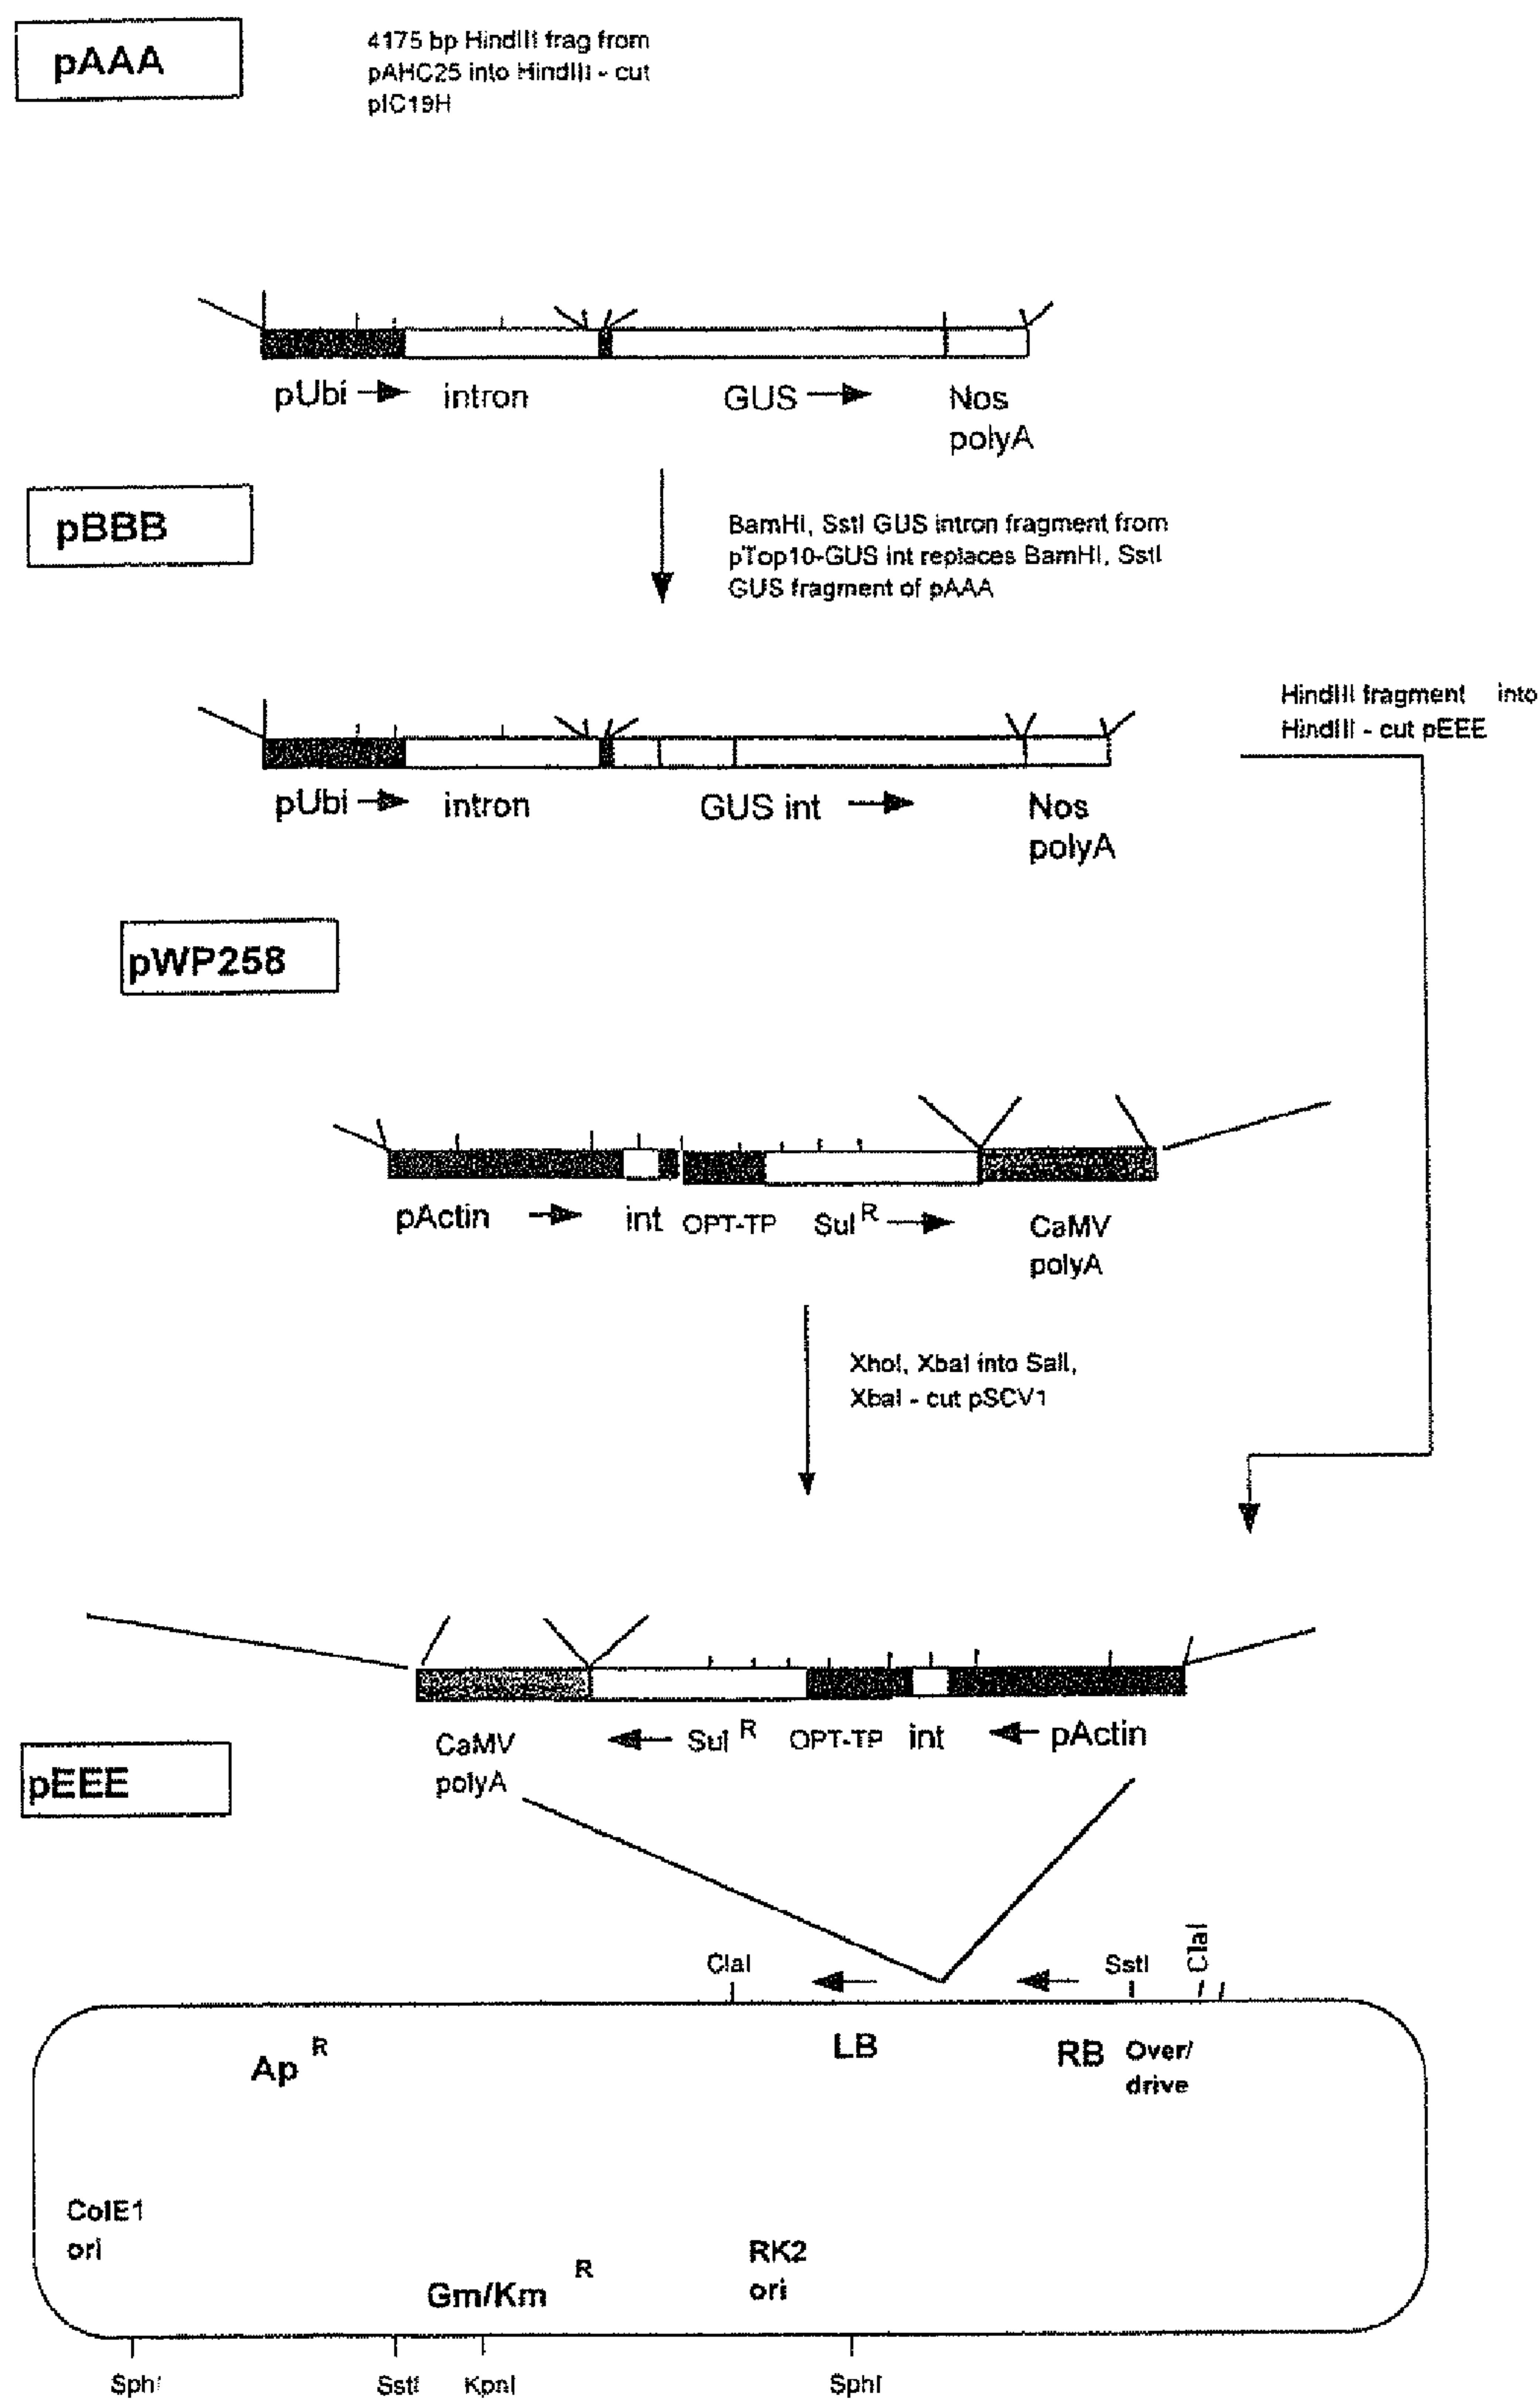 pAAA
4175 bp HindIII frag from
pAHC25 into HindIII - cut
pIC19H
pUbi
intron
GUS
Nos
polyA
pBBB
BamHI, SstI GUS intron fragment from
pTop10-GUS int replaces BamHI, SstI
GUS fragment of pAAA
HindIII fragment into
HindIII - cut pEEE
pUbi
intron
GUS int
Nos
polyA
pWP258
pActin
int
OPT-TP
Sul R
CaMV
polyA
XhoI, XbaI into SalI,
XbaI - cut pSCV1
CaMV
polyA
Sul R
OPT-TP
int
pActin
pEEE
ClaI
SstI
ClaI
Ap R
LB
RB
Over/
drive
ColE1
ori
Gm/Km R
RK2
ori
SphI
SstI
KpnI
SphI